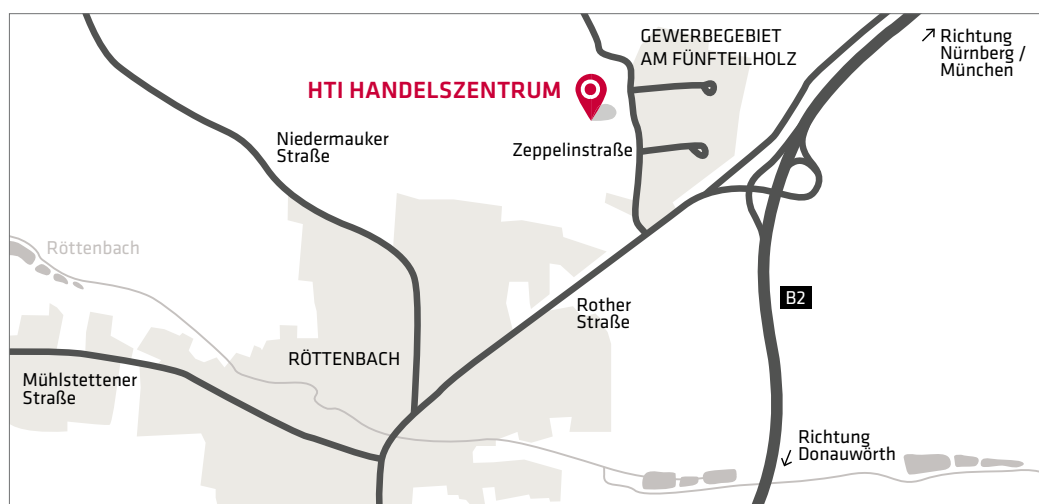 GEWERBEGEBIET
AM FÜNFTEILHOLZ
↗ Richtung
Nürnberg /
München
HTI HANDELSZENTRUM
Niedermauker
Straße
Zeppelinstraße
Röttenbach
B2
Rother
Straße
RÖTTENBACH
Mühlstettener
Straße
Richtung
↙ Donauwörth